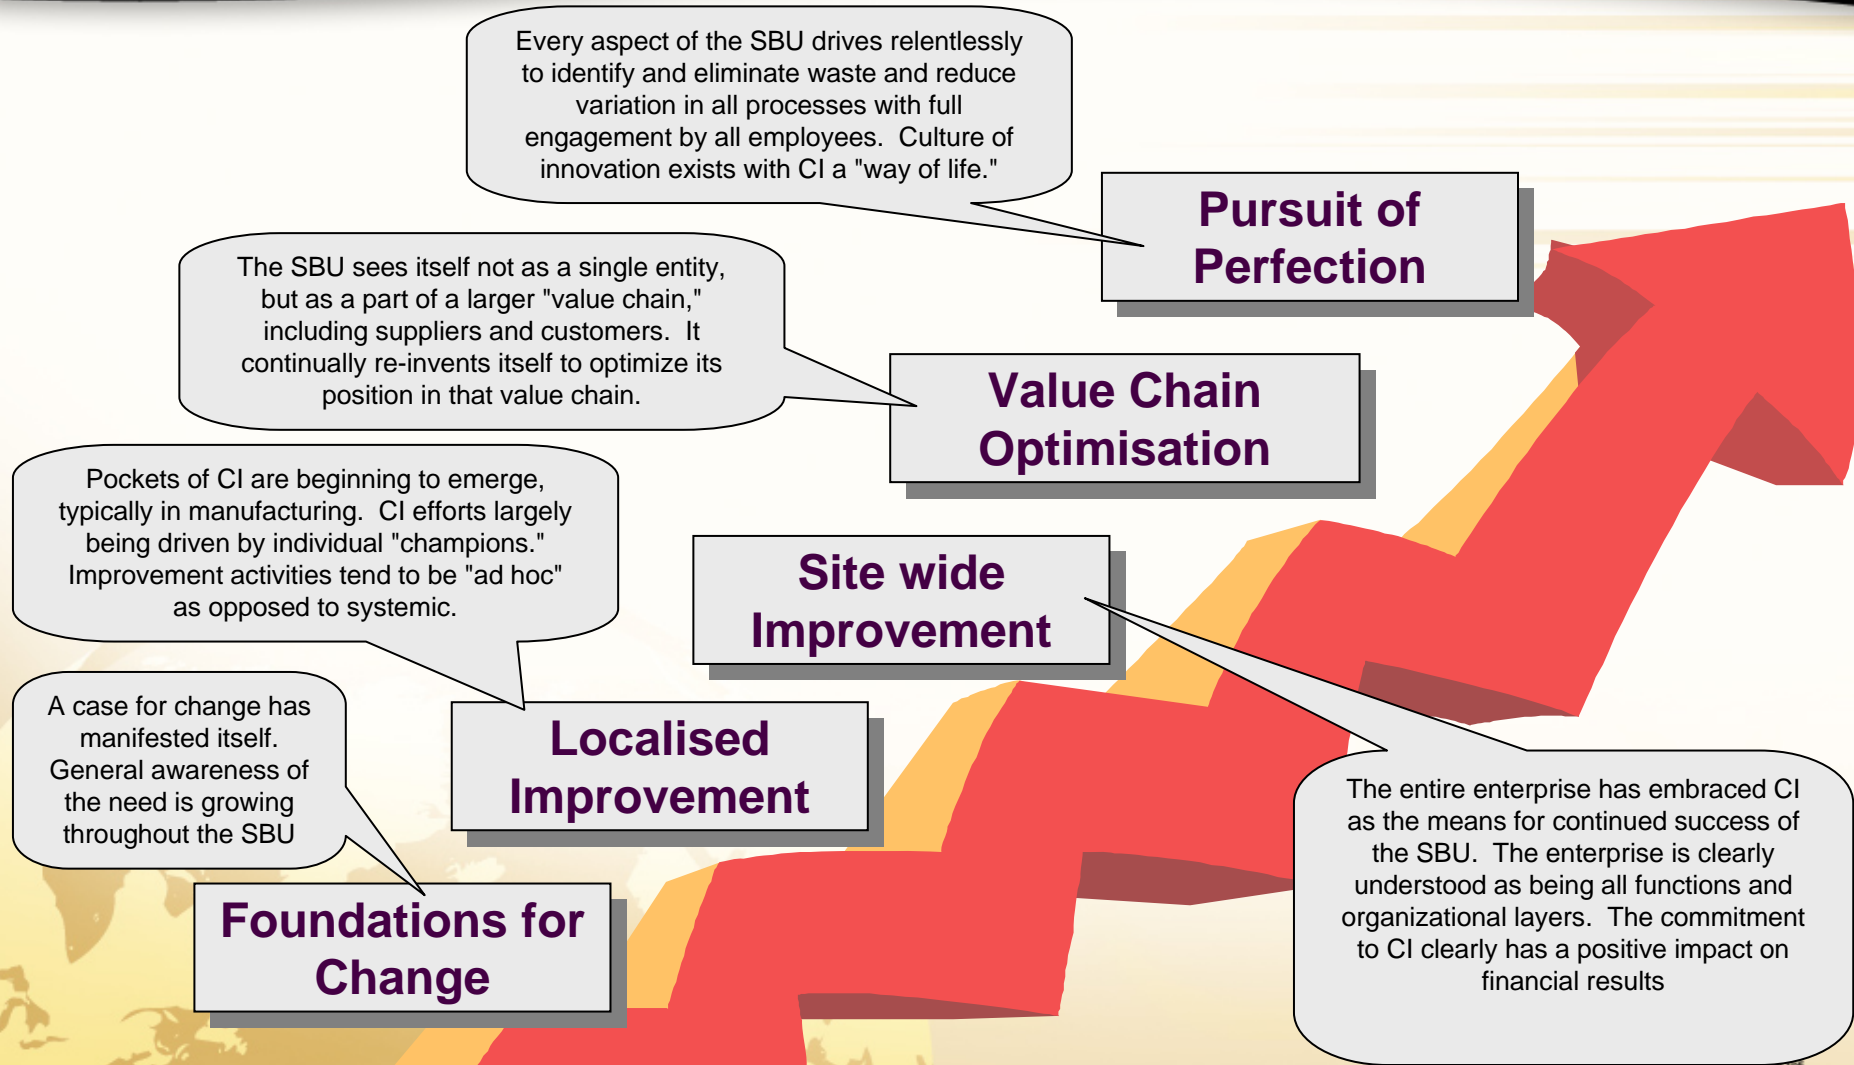 Every aspect of the SBU drives relentlessly
to identify and eliminate waste and reduce
variation in all processes with full
engagement by all employees.  Culture of
innovation exists with CI a "way of life."
Pursuit of
Perfection
The SBU sees itself not as a single entity,
but as a part of a larger "value chain,"
including suppliers and customers.  It
continually re-invents itself to optimize its
position in that value chain.
Value Chain
Optimisation
Pockets of CI are beginning to emerge,
typically in manufacturing.  CI efforts largely
being driven by individual "champions."
Improvement activities tend to be "ad hoc"
as opposed to systemic.
Site wide
Improvement
A case for change has
manifested itself.
General awareness of
the need is growing
throughout the SBU
Localised
Improvement
The entire enterprise has embraced CI
as the means for continued success of
the SBU.  The enterprise is clearly
understood as being all functions and
organizational layers.  The commitment
to CI clearly has a positive impact on
financial results
Foundations for
Change